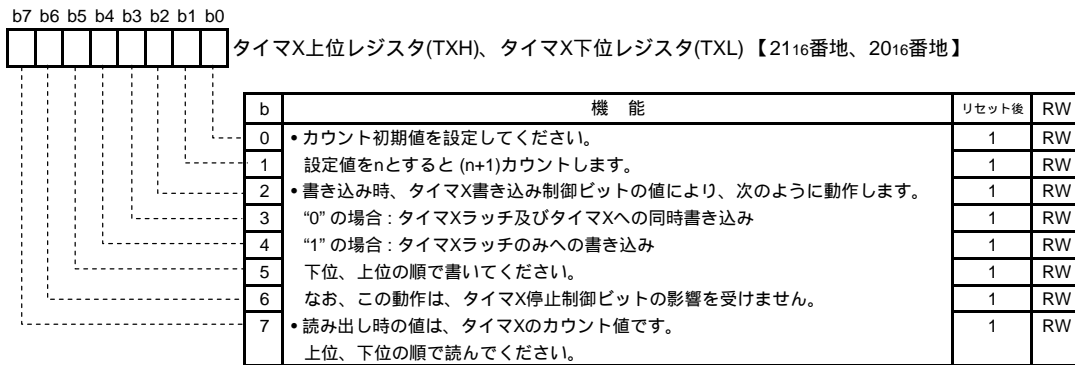 b7 b6 b5 b4 b3 b2 b1 b0
タイマX上位レジスタ(TXH)、タイマX下位レジスタ(TXL) 【2116番地、2016番地】
b 機 能 リセット後 RW
0 •カウント初期値を設定してください。 1 RW
1 設定値をnとすると (n+1)カウントします。 1 RW
2 •書き込み時、タイマX書き込み制御ビットの値により、次のように動作します。 1 RW
3 “0” の場合 : タイマXラッチ及びタイマXへの同時書き込み 1 RW
4 “1” の場合 : タイマXラッチのみへの書き込み 1 RW
5 下位、上位の順で書いてください。 1 RW
6 なお、この動作は、タイマX停止制御ビットの影響を受けません。 1 RW
7 •読み出し時の値は、タイマXのカウント値です。 1 RW
上位、下位の順で読んでください。